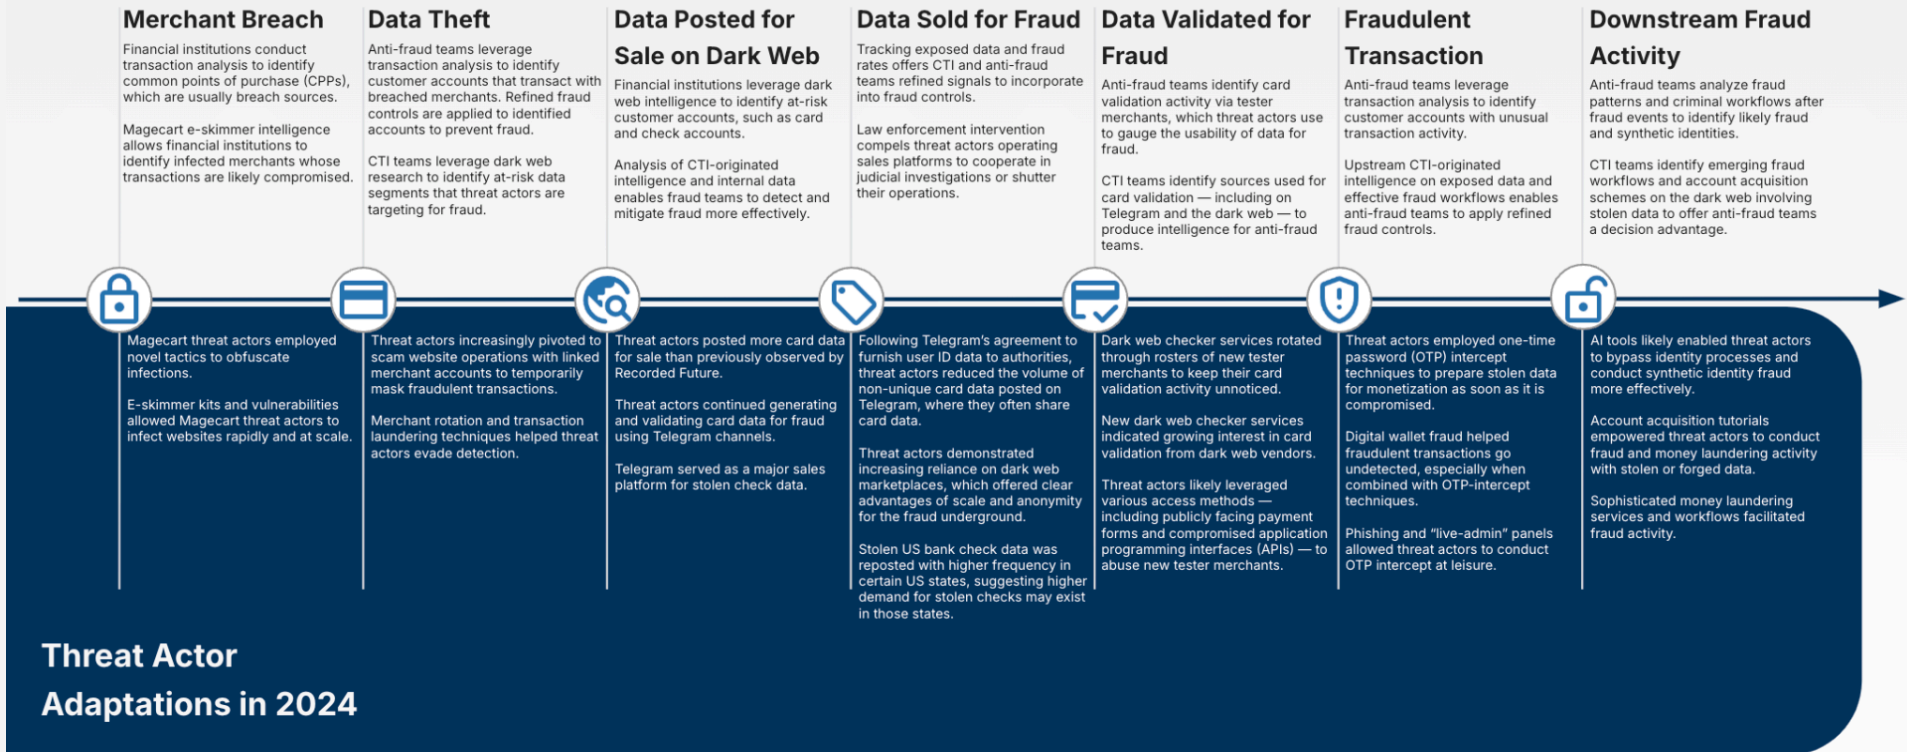 Merchant Breach
Financial institutions conduct
transaction analysis to identify
common points of purchase (CPPs),
which are usually breach sources.
Magecart e-skimmer intelligence
allows financial institutions to
identify infected merchants whose
transactions are likely compromised.
Data Theft
Anti-fraud teams leverage
transaction analysis to identify
customer accounts that transact with
breached merchants. Refined fraud
controls are applied to identified
accounts to prevent fraud.
CTI teams leverage dark web
research to identify at-risk data
segments that threat actors are
targeting for fraud.
Data Posted for
Sale on Dark Web
Financial institutions leverage dark
web intelligence to identify at-risk
customer accounts, such as card
and check accounts.
Analysis of CTI-originated
intelligence and internal data
enables fraud teams to detect and
mitigate fraud more effectively.
Data Sold for Fraud
Tracking exposed data and fraud
rates offers CTI and anti-fraud
teams refined signals to incorporate
into fraud controls.
Law enforcement intervention
compels threat actors operating
sales platforms to cooperate in
judicial investigations or shutter
their operations.
Data Validated for
Fraud
Anti-fraud teams identify card
validation activity via tester
merchants, which threat actors use
to gauge the usability of data for
fraud.
CTI teams identify sources used for
card validation — including on
Telegram and the dark web — to
produce intelligence for anti-fraud
teams.
Fraudulent
Transaction
Anti-fraud teams leverage
transaction analysis to identify
customer accounts with unusual
transaction activity.
Upstream CTI-originated
intelligence on exposed data and
effective fraud workflows enables
anti-fraud teams to apply refined
fraud controls.
Downstream Fraud
Activity
Anti-fraud teams analyze fraud
patterns and criminal workflows after
fraud events to identify likely fraud
and synthetic identities.
CTI teams identify emerging fraud
workflows and account acquisition
schemes on the dark web involving
stolen data to offer anti-fraud teams
a decision advantage.
Magecart threat actors employed
novel tactics to obfuscate
infections.
E-skimmer kits and vulnerabilities
allowed Magecart threat actors to
infect websites rapidly and at scale.
Threat actors increasingly pivoted to
scam website operations with linked
merchant accounts to temporarily
mask fraudulent transactions.
Merchant rotation and transaction
laundering techniques helped threat
actors evade detection.
Threat actors posted more card data
for sale than previously observed by
Recorded Future.
Threat actors continued generating
and validating card data for fraud
using Telegram channels.
Telegram served as a major sales
platform for stolen check data.
Following Telegram's agreement to
furnish user ID data to authorities,
threat actors reduced the volume of
non-unique card data posted on
Telegram, where they often share
card data.
Threat actors demonstrated
increasing reliance on dark web
marketplaces, which offered clear
advantages of scale and anonymity
for the fraud underground.
Stolen US bank check data was
reposted with higher frequency in
certain US states, suggesting higher
demand for stolen checks may exist
in those states.
Dark web checker services rotated
through rosters of new tester
merchants to keep their card
validation activity unnoticed.
New dark web checker services
indicated growing interest in card
validation from dark web vendors.
Threat actors likely leveraged
various access methods —
including publicly facing payment
forms and compromised application
programming interfaces (APIs) — to
abuse new tester merchants.
Threat actors employed one-time
password (OTP) intercept
techniques to prepare stolen data
for monetization as soon as it is
compromised.
Digital wallet fraud helped
fraudulent transactions go
undetected, especially when
combined with OTP-intercept
techniques.
Phishing and “live-admin” panels
allowed threat actors to conduct
OTP intercept at leisure.
AI tools likely enabled threat actors
to bypass identity processes and
conduct synthetic identity fraud
more effectively.
Account acquisition tutorials
empowered threat actors to conduct
fraud and money laundering activity
with stolen or forged data.
Sophisticated money laundering
services and workflows facilitated
fraud activity.
Threat Actor
Adaptations in 2024